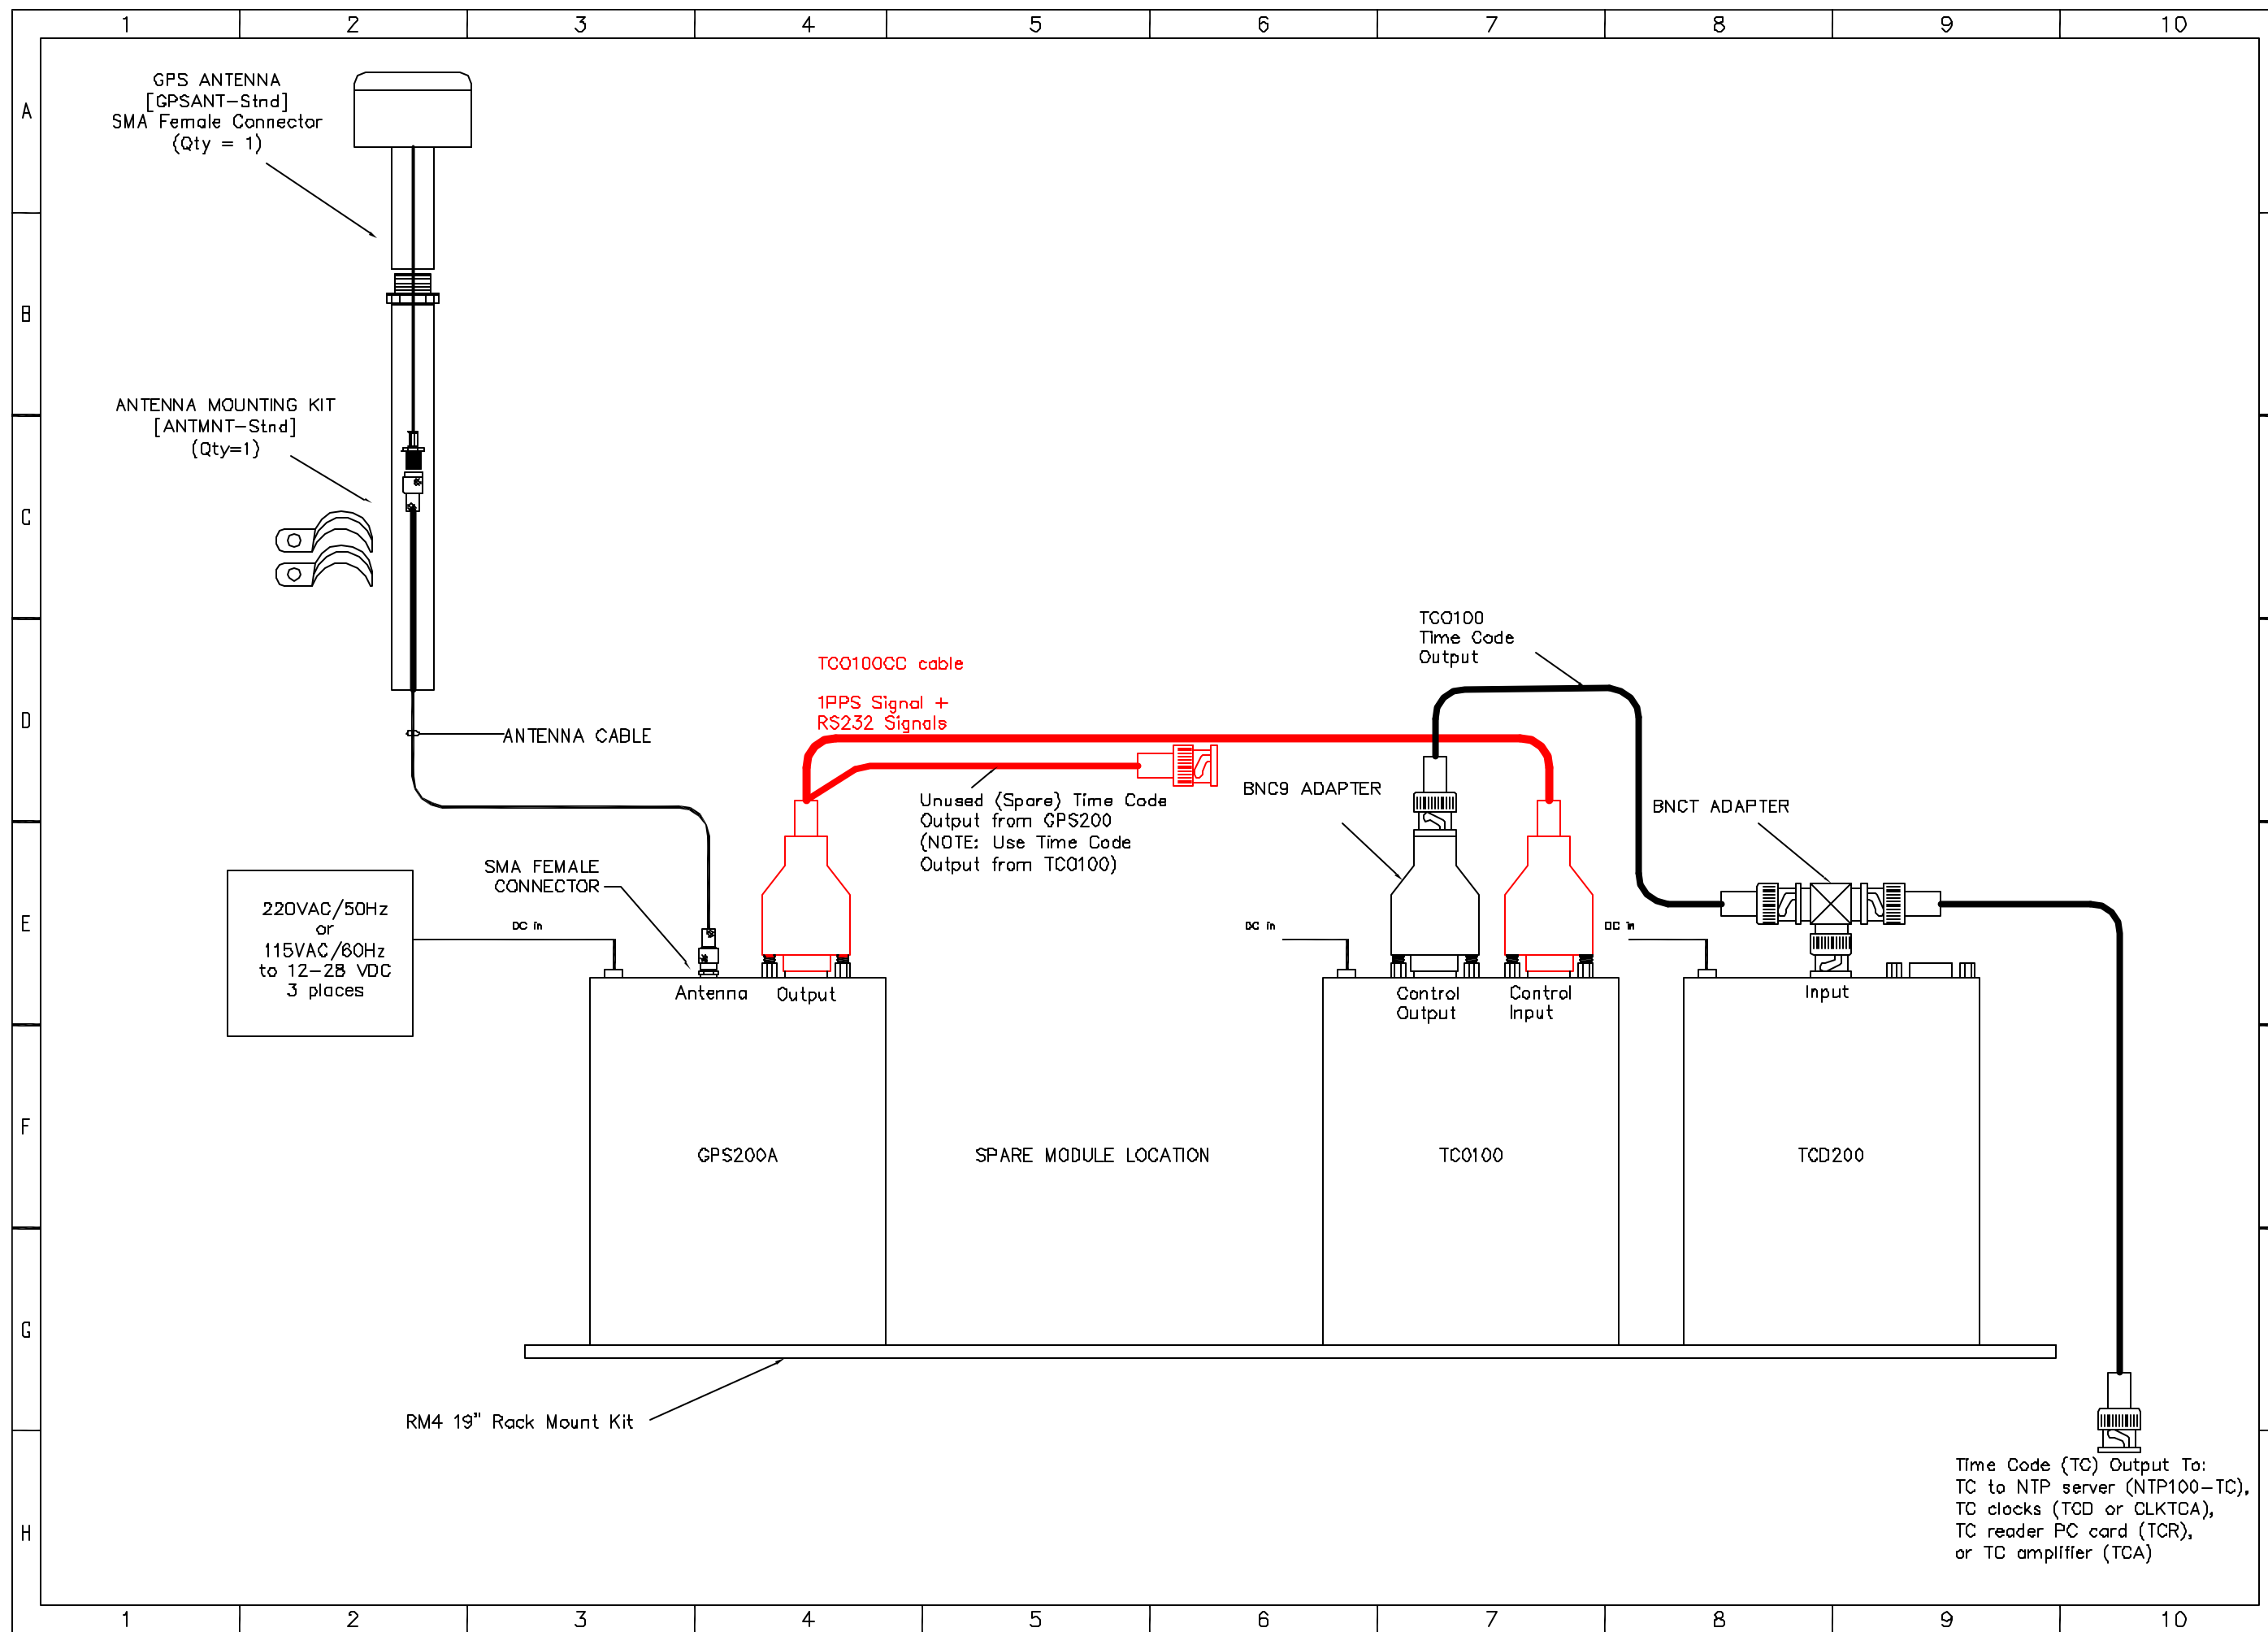 1 2 3 4 5 6 7 8 9 10
A
B
C
D
E
F
G
H
GPS ANTENNA
[GPSANT-Stnd]
SMA Female Connector
(Qty = 1)
ANTENNA MOUNTING KIT
[ANTMNT-Stnd]
(Qty=1)
ANTENNA CABLE
TCO100CC cable
1PPS Signal +
RS232 Signals
TCO100
Time Code
Output
Unused (Spare) Time Code
Output from GPS200
(NOTE: Use Time Code
Output from TCO100)
BNC9 ADAPTER
BNCT ADAPTER
SMA FEMALE
CONNECTOR
220VAC/50Hz
or
115VAC/60Hz
to 12-28 VDC
3 places
DC In
DC In
DC In
Antenna
Output
Control
Output
Control
Input
Input
GPS200A
SPARE MODULE LOCATION
TCO100
TCD200
RM4 19" Rack Mount Kit
Time Code (TC) Output To:
TC to NTP server (NTP100-TC),
TC clocks (TCD or CLKTCA),
TC reader PC card (TCR),
or TC amplifier (TCA)
1 2 3 4 5 6 7 8 9 10